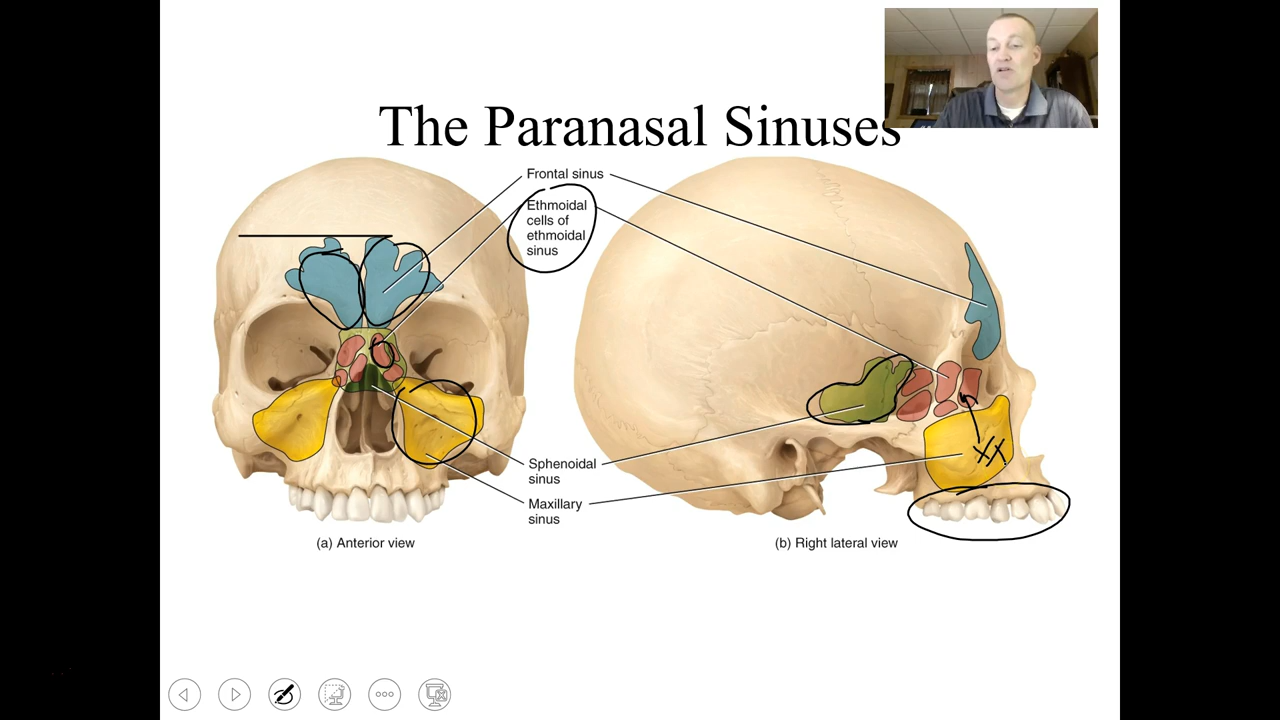 The Paranasal Sinuses
Frontal sinus
Ethmoidal
cells of
ethmoidal
sinus
Sphenoidal
sinus
Maxillary
sinus
(a) Anterior view
(b) Right lateral view